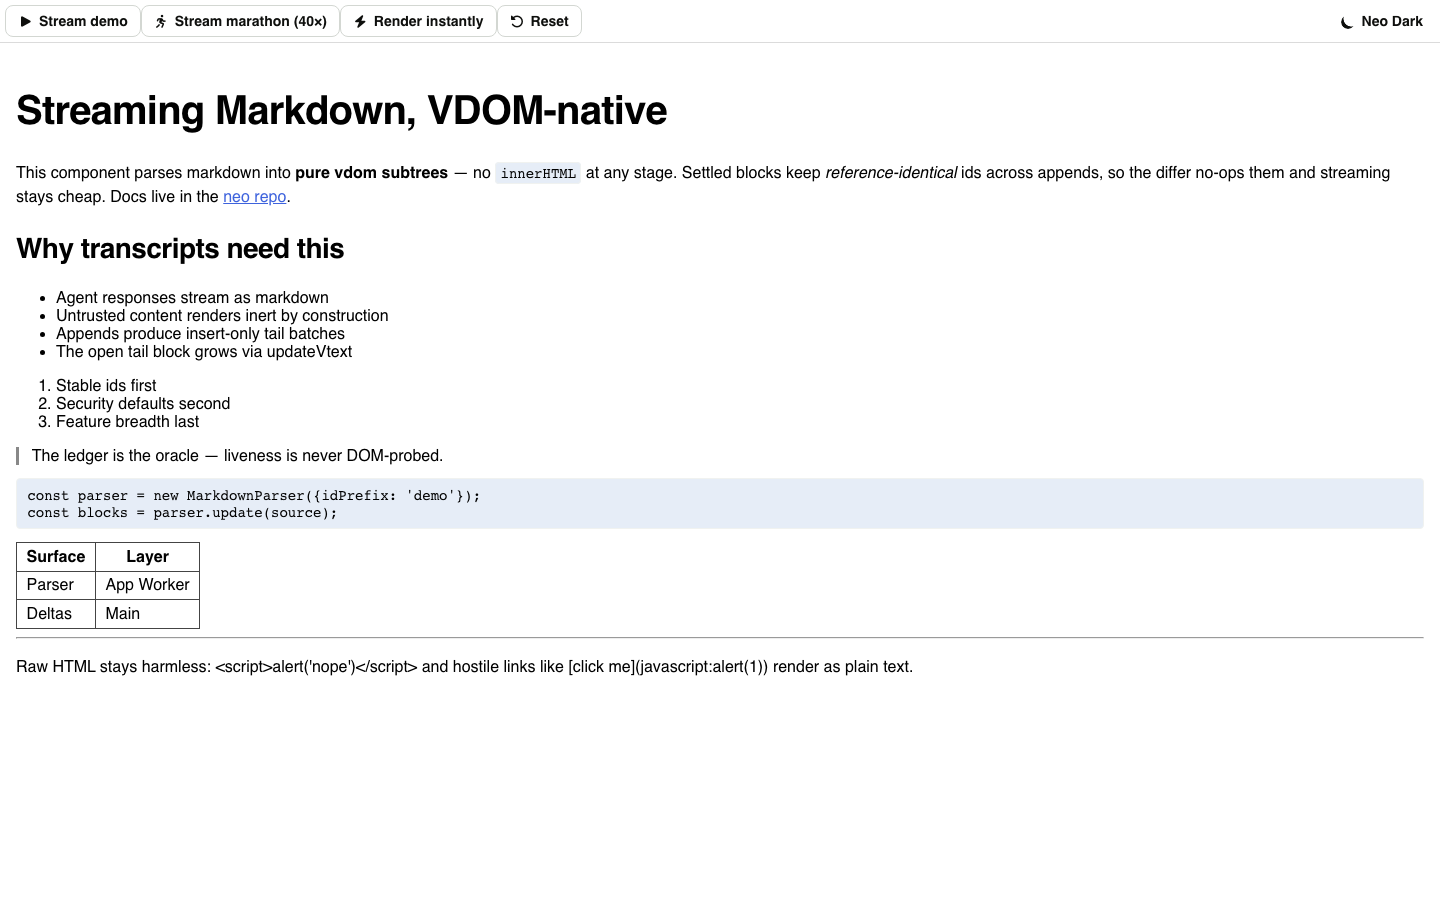 Stream demo
Stream marathon (40×)
Render instantly
Reset
Neo Dark
Streaming Markdown, VDOM-native
This component parses markdown into pure vdom subtrees — no innerHTML at any stage. Settled blocks keep reference-identical ids across appends, so the differ no-ops them and streaming
stays cheap. Docs live in the neo repo.
Why transcripts need this
• Agent responses stream as markdown
• Untrusted content renders inert by construction
• Appends produce insert-only tail batches
• The open tail block grows via updateVtext
1. Stable ids first
2. Security defaults second
3. Feature breadth last
The ledger is the oracle — liveness is never DOM-probed.
const parser = new MarkdownParser({idPrefix: 'demo'});
const blocks = parser.update(source);
Surface Layer
Parser App Worker
Deltas Main
Raw HTML stays harmless: <script>alert('nope')</script> and hostile links like [click me](javascript:alert(1)) render as plain text.